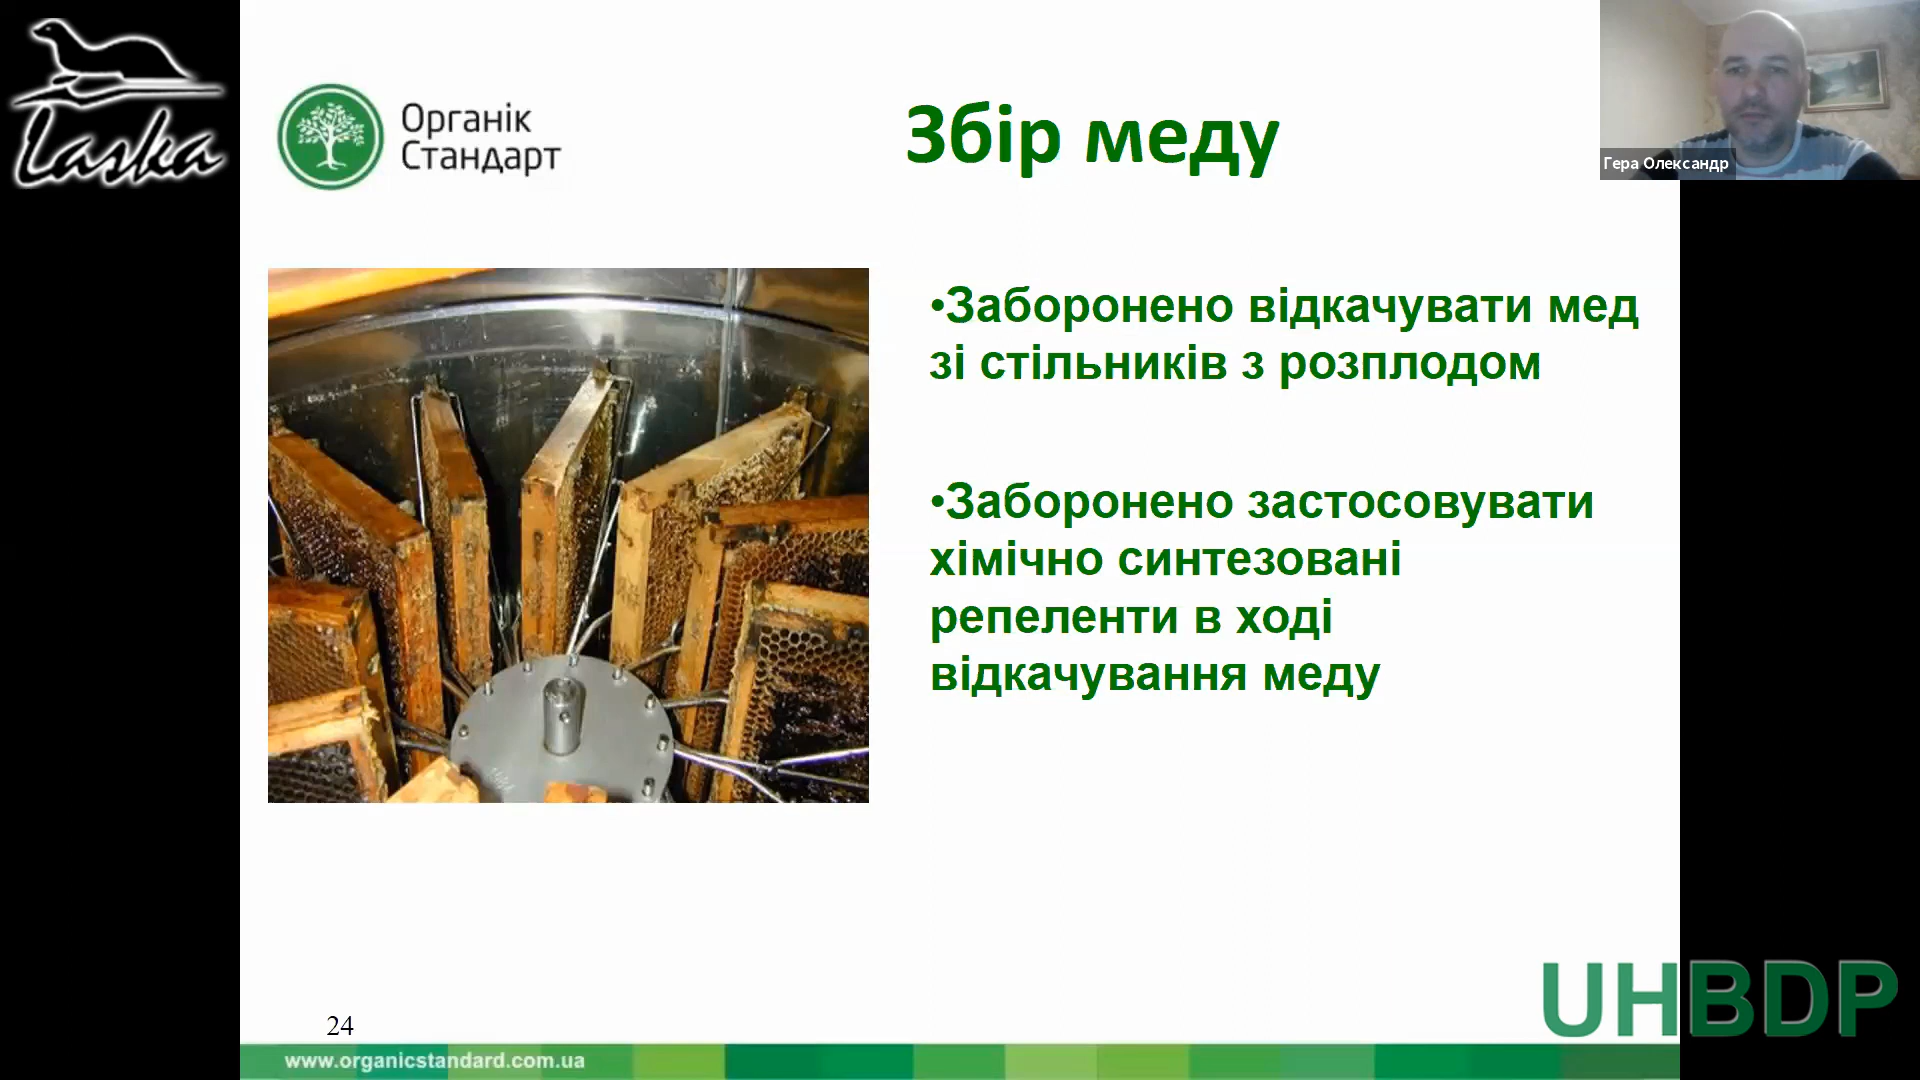 Laska
Органік
Стандарт
Збір меду
Гера Олександр
•Заборонено відкачувати мед
зі стільників з розплодом
•Заборонено застосовувати
хімічно синтезовані
репеленти в ході
відкачування меду
UHBDP
24
www.organicstandard.com.ua